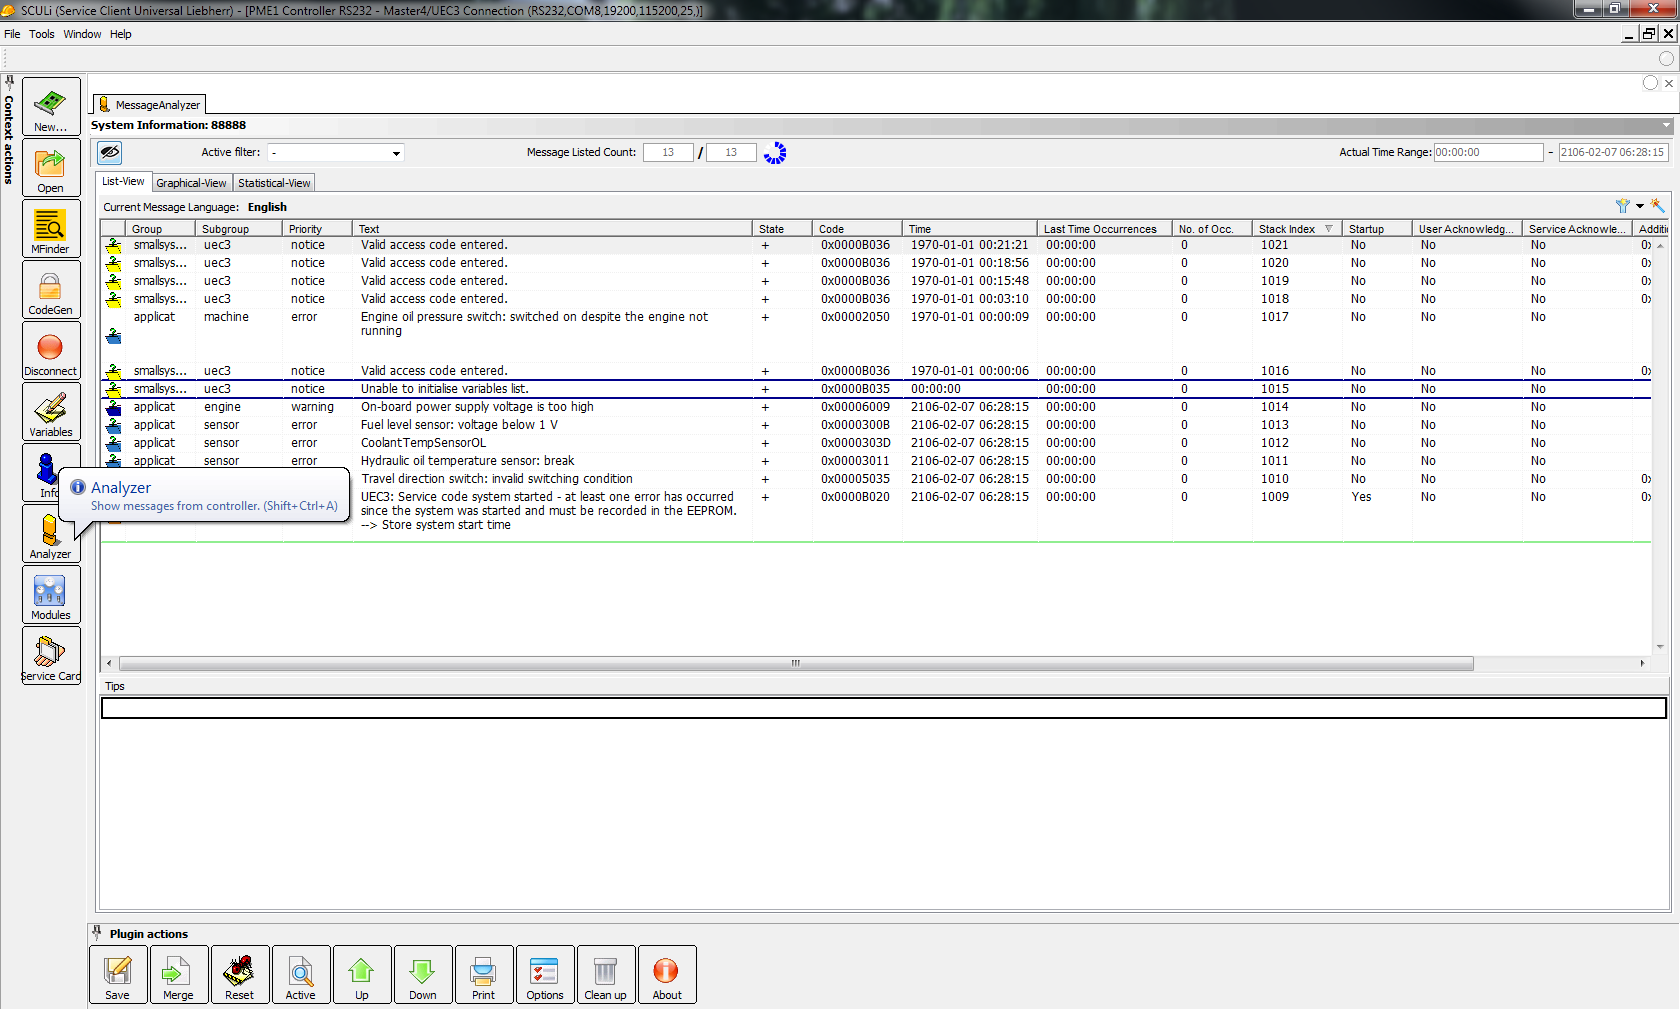 SCULi (Service Client Universal Liebherr) - [PME1 Controller RS232 - Master4/UEC3 Connection (RS232,COM8,19200,115200,25,)]
File Tools Window Help
Context actions
New...
Open
MFinder
CodeGen
Disconnect
Variables
Info
Analyzer
Show messages from controller. (Shift+Ctrl+A)
Analyzer
Modules
Service Card
MessageAnalyzer
System Information: 88888
Active filter: - Message Listed Count: 13 / 13 Actual Time Range: 00:00:00 - 2106-02-07 06:28:15
List-View Graphical-View Statistical-View
Current Message Language: English
Group Subgroup Priority Text State Code Time Last Time Occurrences No. of Occ. Stack Index Startup User Acknowledg... Service Acknowle... Additi
smallsys... uec3 notice Valid access code entered. + 0x0000B036 1970-01-01 00:21:21 00:00:00 0 1021 No No No 0x
smallsys... uec3 notice Valid access code entered. + 0x0000B036 1970-01-01 00:18:56 00:00:00 0 1020 No No No 0x
smallsys... uec3 notice Valid access code entered. + 0x0000B036 1970-01-01 00:15:48 00:00:00 0 1019 No No No 0x
smallsys... uec3 notice Valid access code entered. + 0x0000B036 1970-01-01 00:03:10 00:00:00 0 1018 No No No 0x
applicat machine error Engine oil pressure switch: switched on despite the engine not + 0x00002050 1970-01-01 00:00:09 00:00:00 0 1017 No No No
running
smallsys... uec3 notice Valid access code entered. + 0x0000B036 1970-01-01 00:00:06 00:00:00 0 1016 No No No 0x
smallsys... uec3 notice Unable to initialise variables list. + 0x0000B035 00:00:00 00:00:00 0 1015 No No No
applicat engine warning On-board power supply voltage is too high + 0x00006009 2106-02-07 06:28:15 00:00:00 0 1014 No No No
applicat sensor error Fuel level sensor: voltage below 1 V + 0x0000300B 2106-02-07 06:28:15 00:00:00 0 1013 No No No
applicat sensor error CoolantTempSensorOL + 0x0000303D 2106-02-07 06:28:15 00:00:00 0 1012 No No No
applicat sensor error Hydraulic oil temperature sensor: break + 0x00003011 2106-02-07 06:28:15 00:00:00 0 1011 No No No
Travel direction switch: invalid switching condition + 0x00005035 2106-02-07 06:28:15 00:00:00 0 1010 No No No 0x
UEC3: Service code system started - at least one error has occurred + 0x0000B020 2106-02-07 06:28:15 00:00:00 0 1009 Yes No No 0x
since the system was started and must be recorded in the EEPROM.
--> Store system start time
Tips
Plugin actions
Save Merge Reset Active Up Down Print Options Clean up About